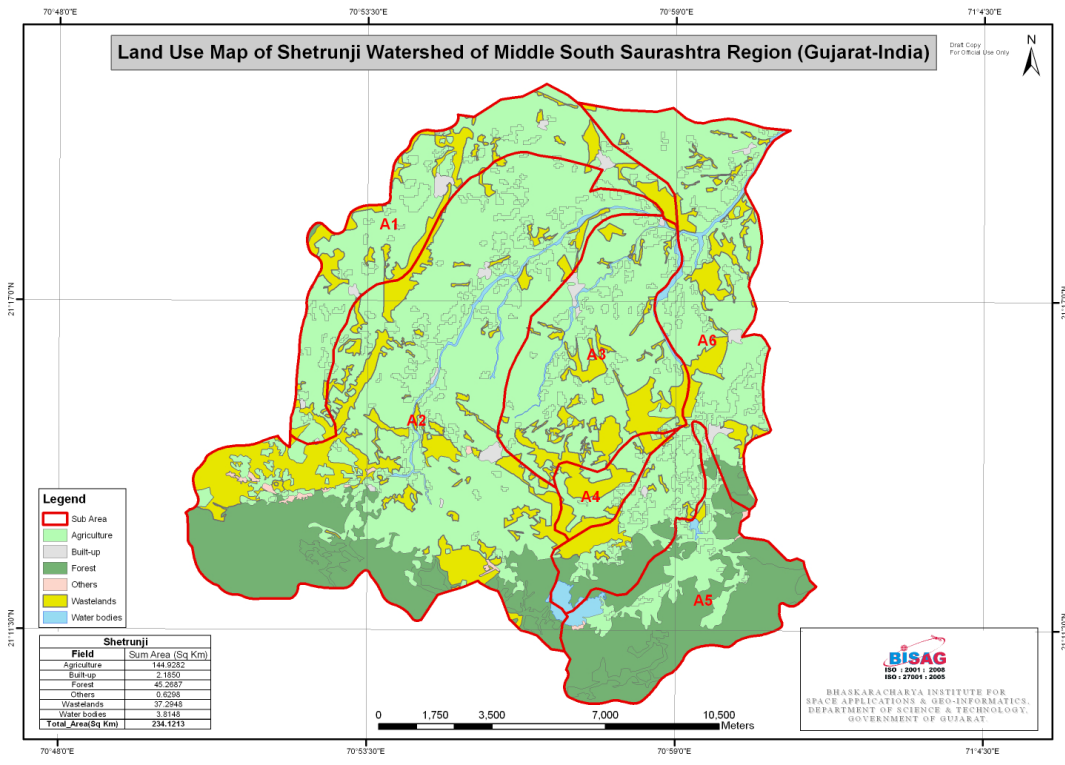 70°48'0"E 70°53'30"E 70°59'0"E 71°4'30"E
Land Use Map of Shetrunji Watershed of Middle South Saurashtra Region (Gujarat-India)
Draft Copy
For Official Use Only
N
A1
21°17'0"N
A3
A6
A2
A4
A5
Legend
Sub Area
Agriculture
Built-up
Forest
Others
Wastelands
Water bodies
21°11'30"N
Shetrunji
Field Sum Area (Sq Km)
Agriculture 144.9282
Built-up 2.1850
Forest 45.2687
Others 0.6298
Wastelands 37.2948
Water bodies 3.8148
Total_Area(Sq Km) 234.1213
0 1,750 3,500 7,000 10,500
Meters
BISAG
ISO : 9001 : 2008
ISO : 27001 : 2005
BHASKARACHARYA INSTITUTE FOR
SPACE APPLICATIONS & GEO-INFORMATICS,
DEPARTMENT OF SCIENCE & TECHNOLOGY,
GOVERNMENT OF GUJARAT.
70°48'0"E 70°53'30"E 70°59'0"E 71°4'30"E